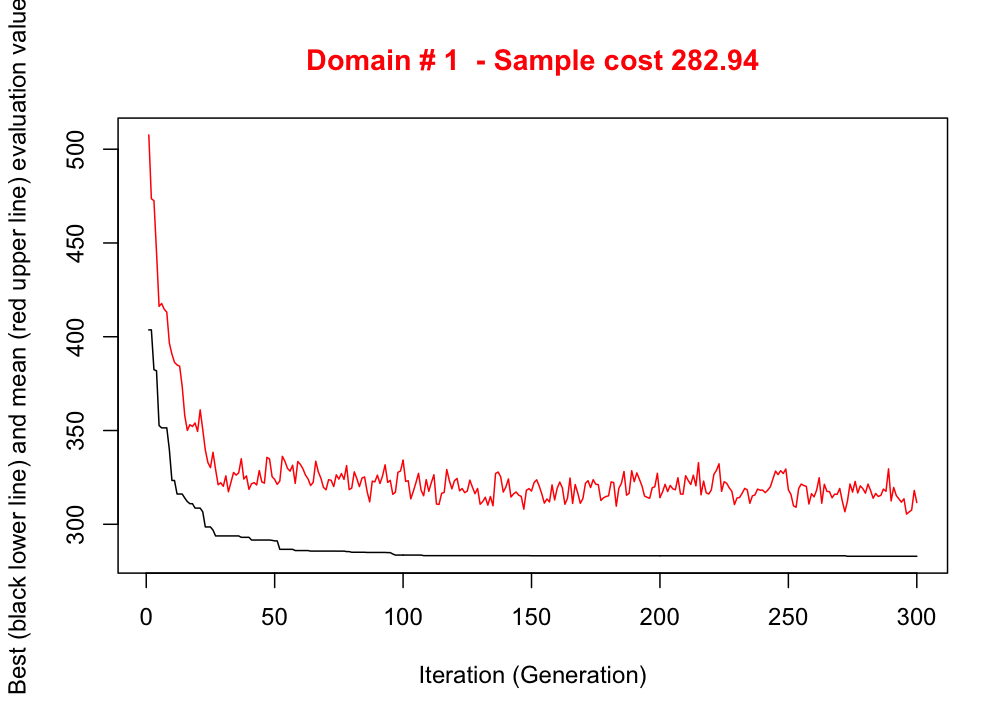 Domain # 1 - Sample cost 282.94
Best (black lower line) and mean (red upper line) evaluation value
500
450
400
350
300
0 50 100 150 200 250 300
Iteration (Generation)